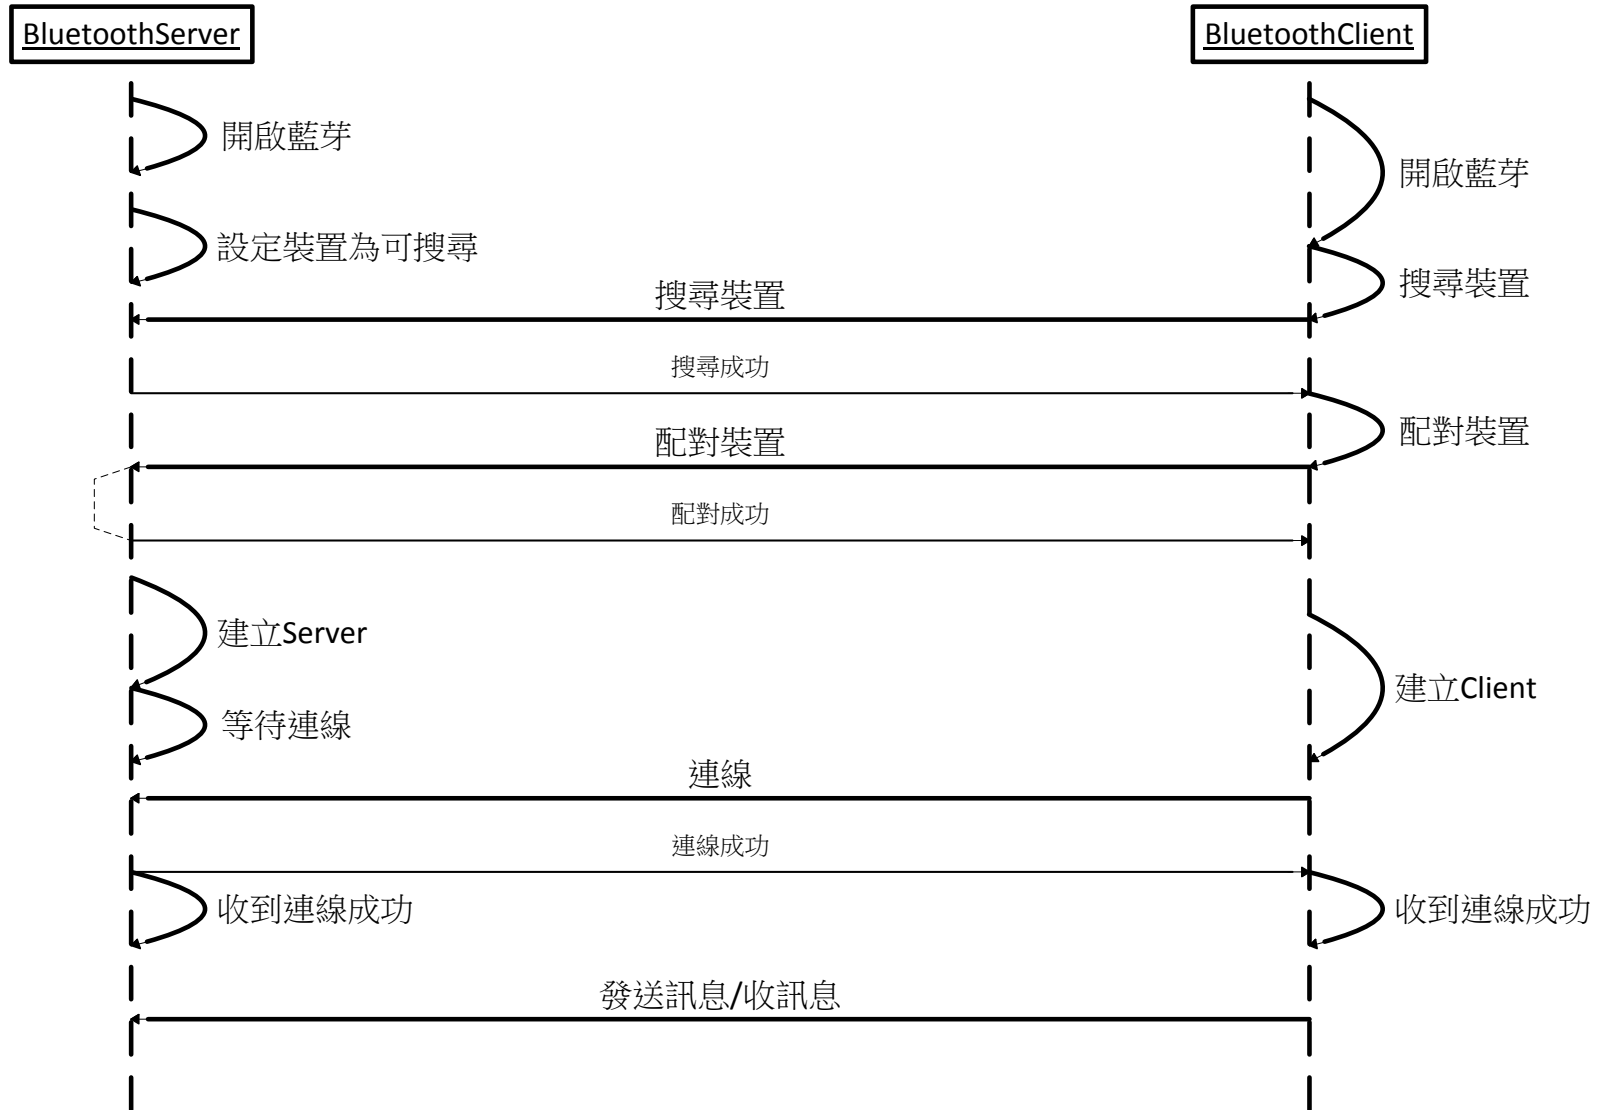 BluetoothServer
BluetoothClient
開啟藍芽
開啟藍芽
設定裝置為可搜尋
搜尋裝置
搜尋裝置
搜尋成功
配對裝置
配對裝置
配對成功
建立Server
建立Client
等待連線
連線
連線成功
收到連線成功
收到連線成功
發送訊息/收訊息